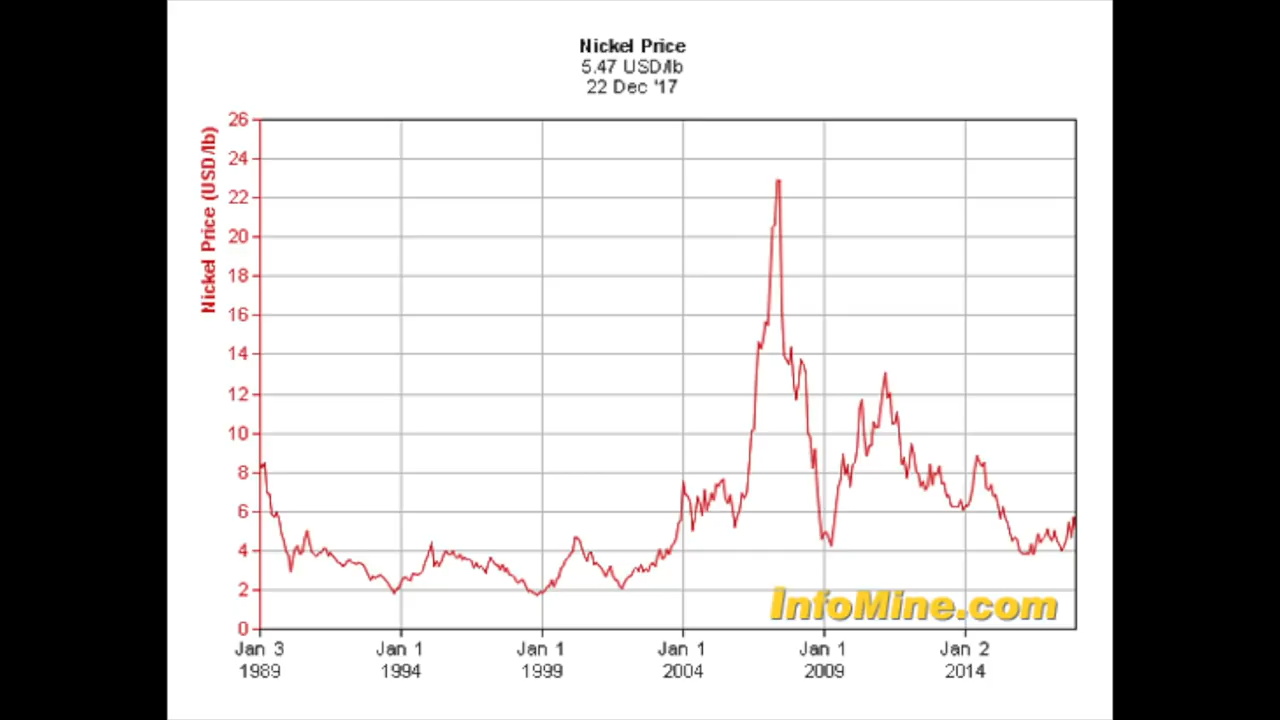 Nickel Price
5.47 USD/lb
22 Dec '17
Nickel Price (USD/lb)
26
24
22
20
18
16
14
12
10
8
6
4
2
0
InfoMine.com
Jan 3 Jan 1 Jan 1 Jan 1 Jan 1 Jan 2
1989 1994 1999 2004 2009 2014